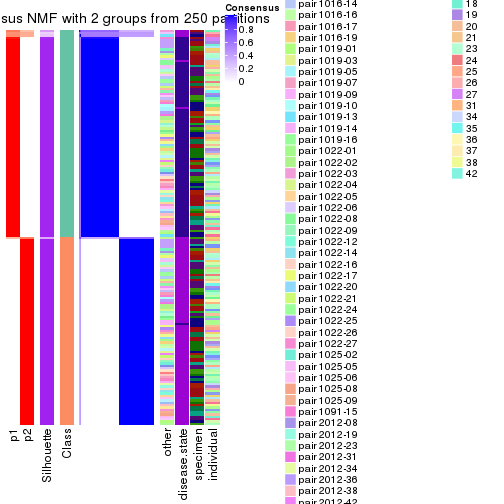 sus NMF with 2 groups from 250 partitions
Consensus
0.8
0.6
0.4
0.2
0
p1
p2
Silhouette
Class
other
disease.state
specimen
individual
pair1016-14
pair1016-16
pair1016-17
pair1016-19
pair1019-01
pair1019-03
pair1019-05
pair1019-07
pair1019-09
pair1019-10
pair1019-13
pair1019-14
pair1019-16
pair1022-01
pair1022-02
pair1022-03
pair1022-04
pair1022-05
pair1022-06
pair1022-08
pair1022-09
pair1022-12
pair1022-14
pair1022-16
pair1022-17
pair1022-20
pair1022-21
pair1022-24
pair1022-25
pair1022-26
pair1022-27
pair1025-02
pair1025-05
pair1025-06
pair1025-08
pair1025-09
pair1091-15
pair2012-08
pair2012-19
pair2012-23
pair2012-31
pair2012-34
pair2012-36
pair2012-38
pair2012-42
18
19
20
21
23
24
25
26
27
31
34
35
36
37
38
42